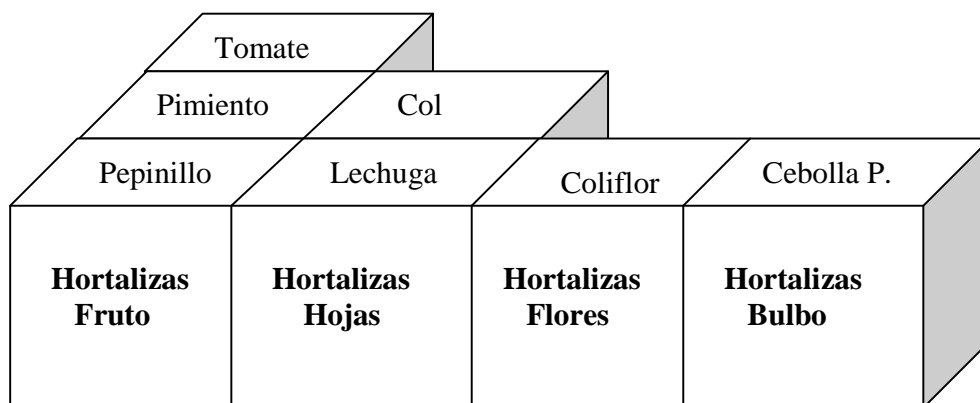 Tomate
Pimiento Col
Pepinillo Lechuga Coliflor Cebolla P.
Hortalizas Fruto
Hortalizas Hojas
Hortalizas Flores
Hortalizas Bulbo